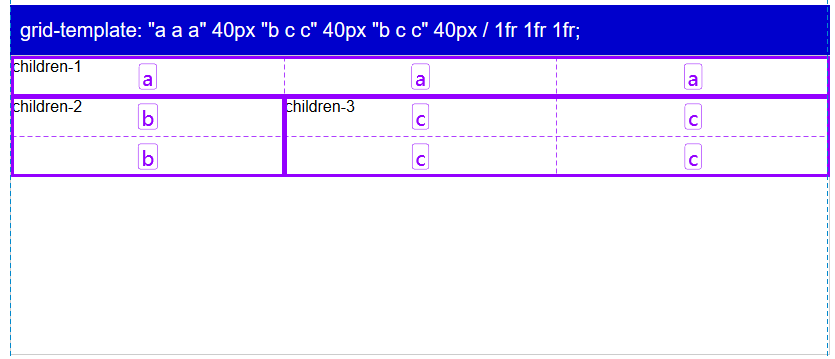 grid-template: "a a a" 40px "b c c" 40px "b c c" 40px / 1fr 1fr 1fr;
children-1 a a a
children-2 b children-3 c c
b c c